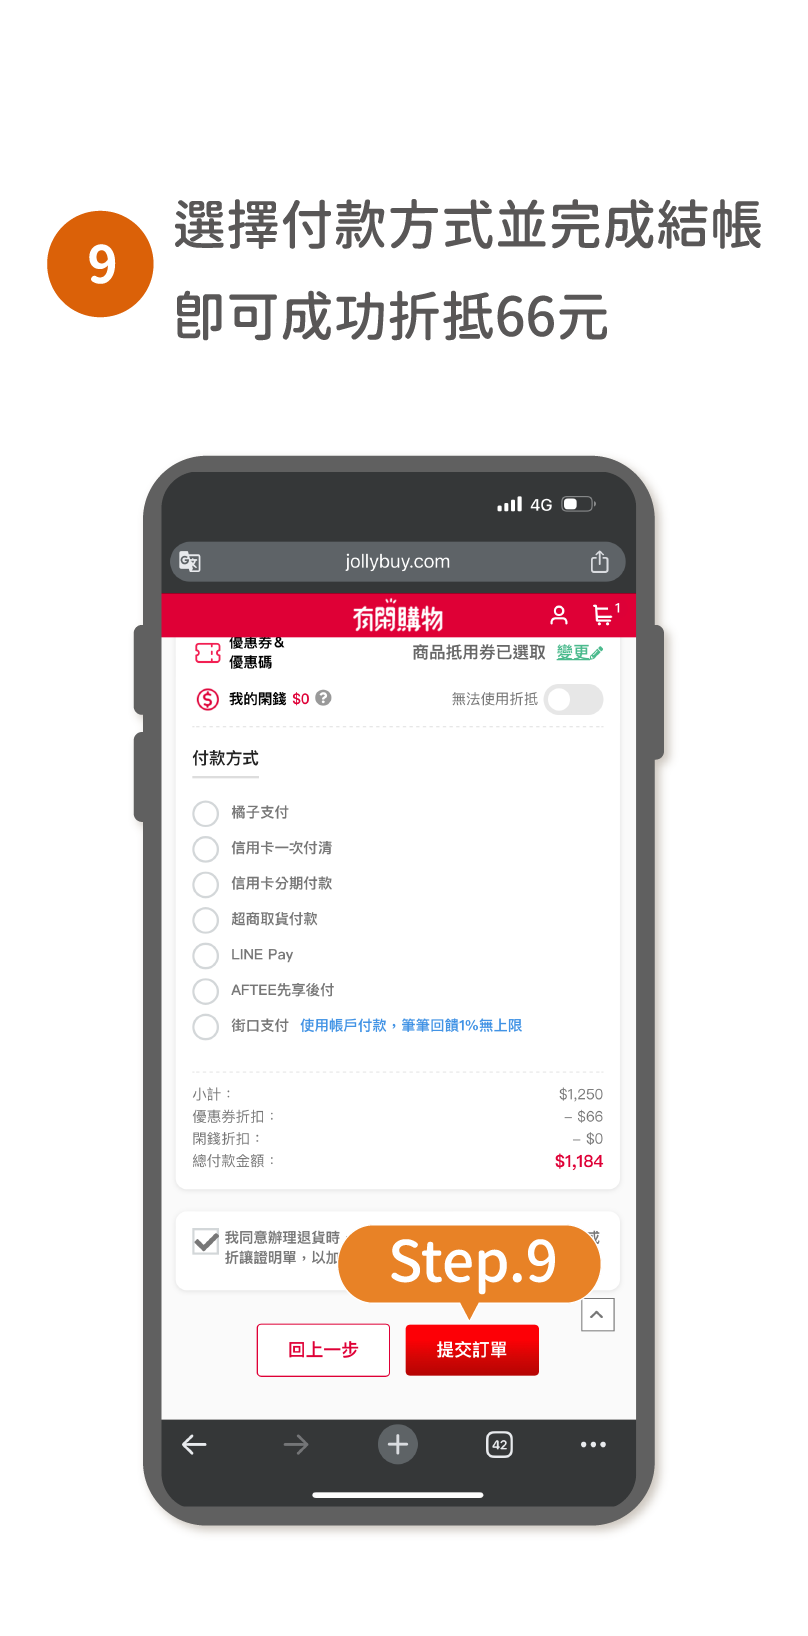 9
選擇付款方式並完成結帳
即可成功折抵66元
4G
jollybuy.com
有閑購物
1
優惠券&
優惠碼
商品抵用券已選取 變更
我的閑錢 $0 ?
無法使用折抵
付款方式
橘子支付
信用卡一次付清
信用卡分期付款
超商取貨付款
LINE Pay
AFTEE先享後付
街口支付 使用帳戶付款，筆筆回饋1%無上限
小計： $1,250
優惠券折扣： – $66
閑錢折扣： – $0
總付款金額： $1,184
我同意辦理退貨時
折讓證明單，以加
Step.9
回上一步
提交訂單
42